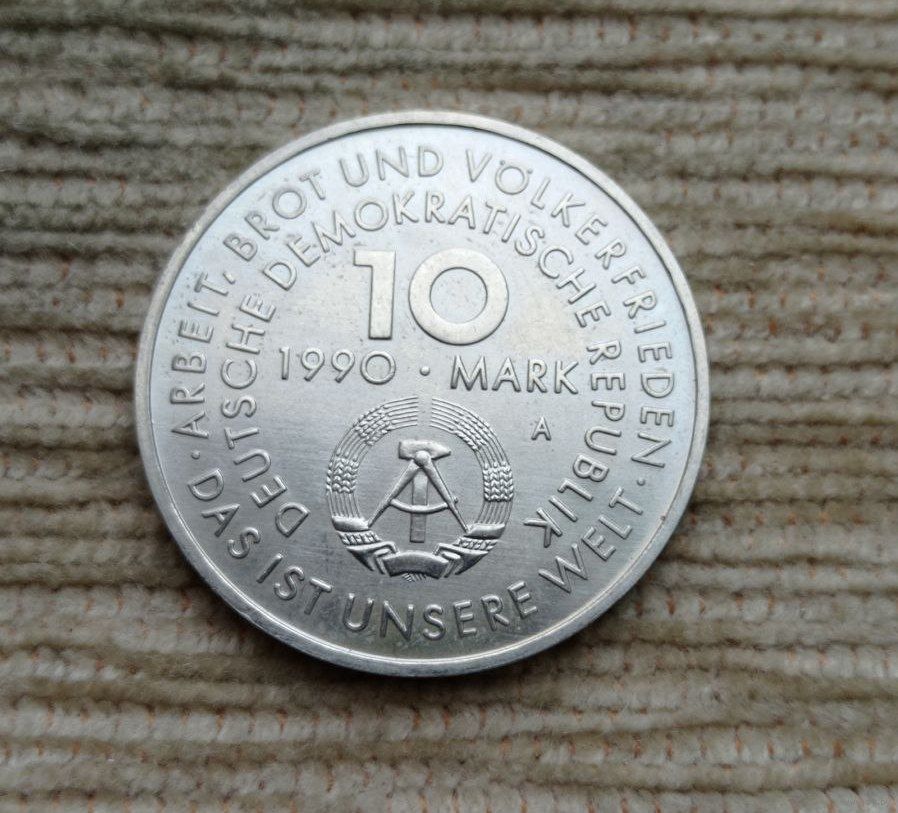 · ARBEIT, BROT UND VÖLKERFRIEDEN ·
DAS IST UNSERE WELT
DEUTSCHE DEMOKRATISCHE REPUBLIK
10
1990 · MARK
A